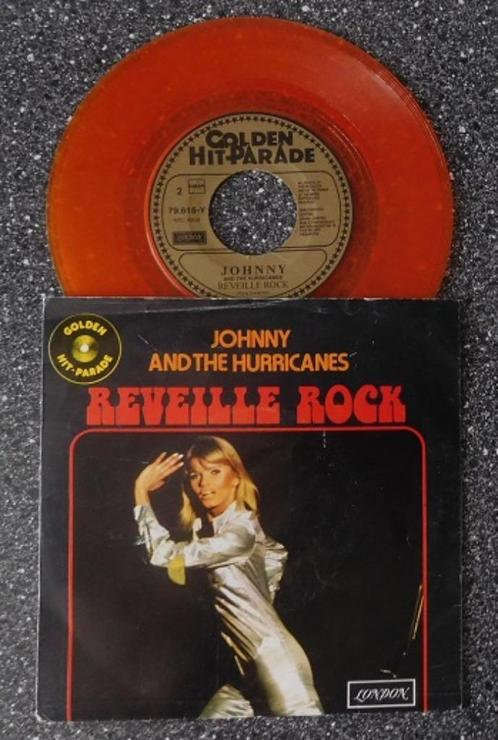 GOLDEN
HIT-PARADE
2
79.615-Y
LONDON
JOHNNY
AND THE HURRICANES
REVEILLE ROCK
GOLDEN
HIT-PARADE
JOHNNY
AND THE HURRICANES
REVEILLE ROCK
LONDON